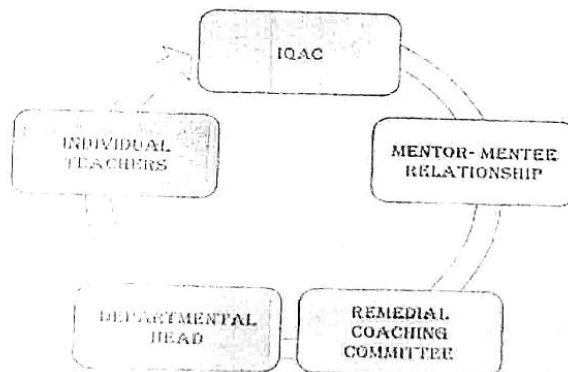 IQAC
MENTOR- MENTEE
RELATIONSHIP
REMEDIAL
COACHING
COMMITTEE
DEPARTMENTAL
HEAD
INDIVIDUAL
TEACHERS